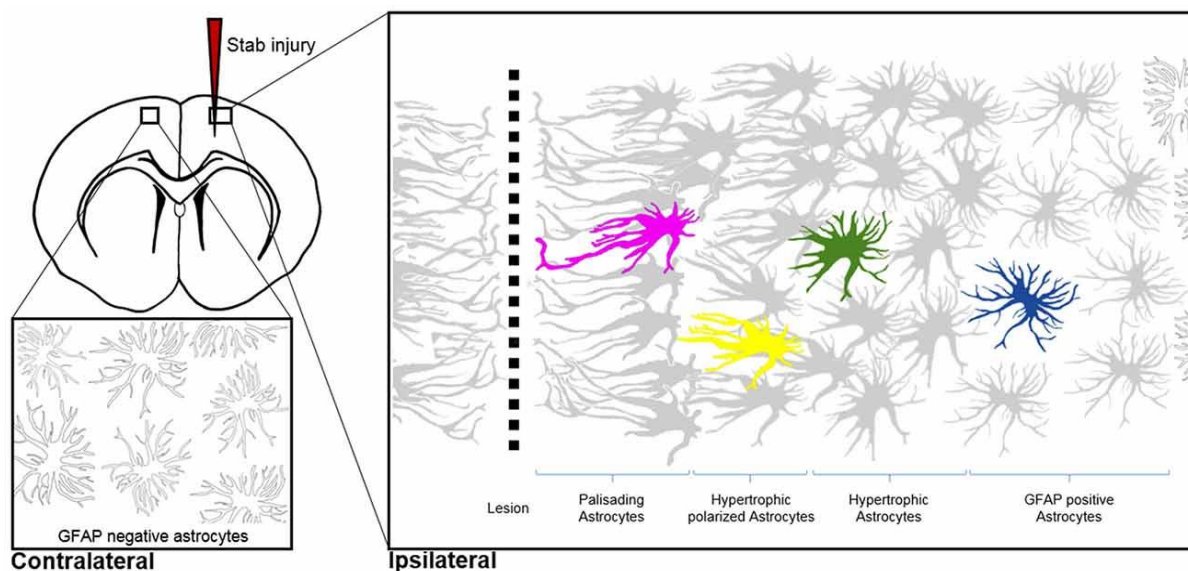 Stab injury
GFAP negative astrocytes
Contralateral
Lesion
Palisading
Astrocytes
Hypertrophic
polarized Astrocytes
Hypertrophic
Astrocytes
GFAP positive
Astrocytes
Ipsilateral